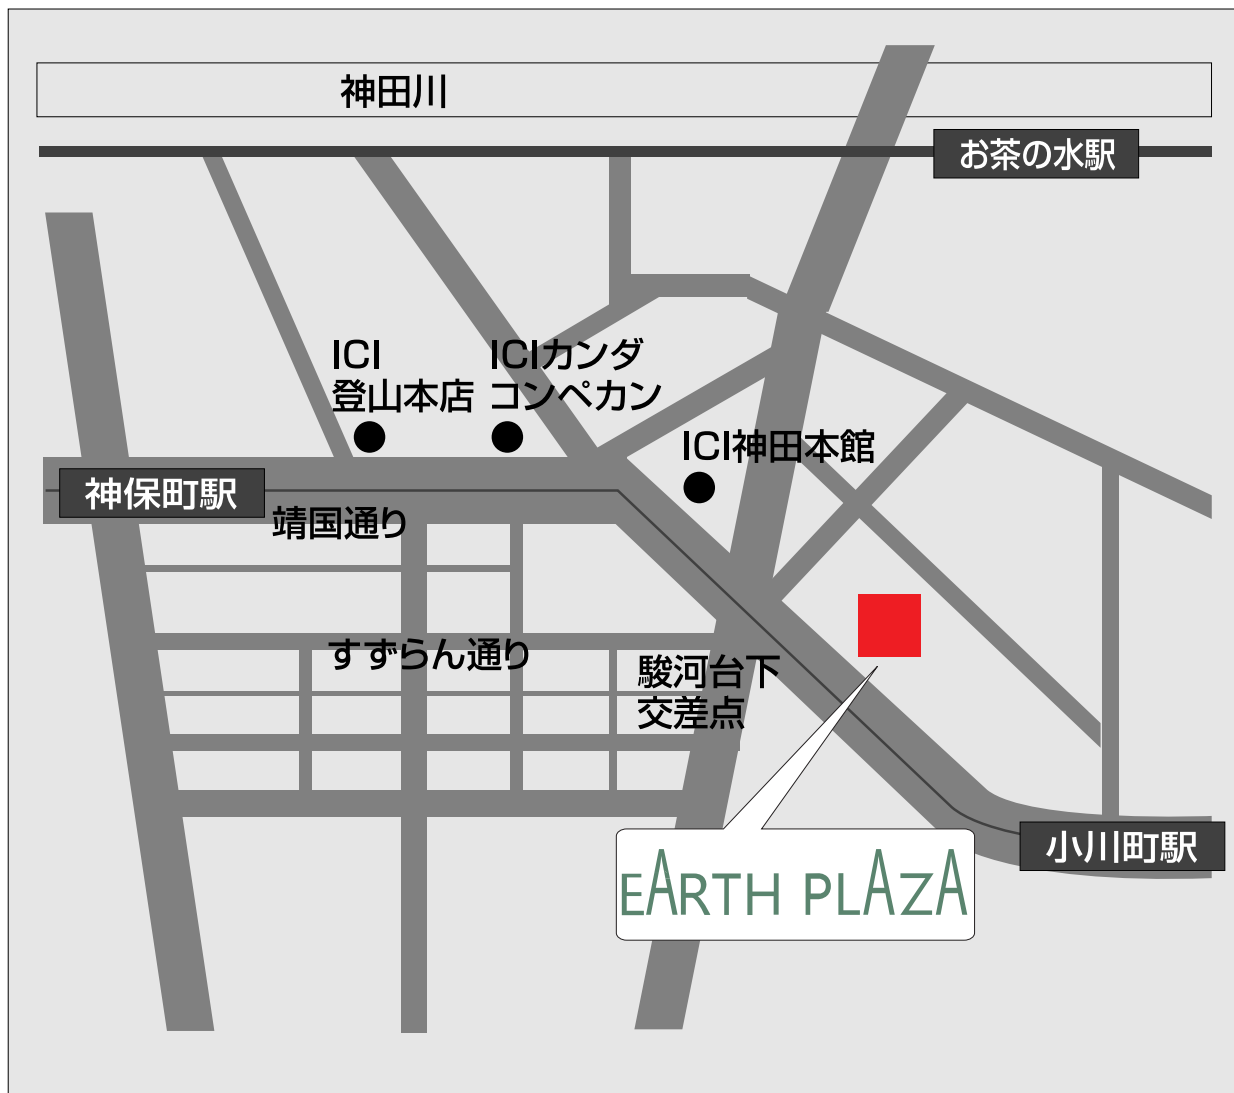 神田川
お茶の水駅
ICI
登山本店
ICIカンダ
コンペカン
ICI神田本館
神保町駅
靖国通り
すずらん通り
駿河台下
交差点
小川町駅
EARTH PLAZA